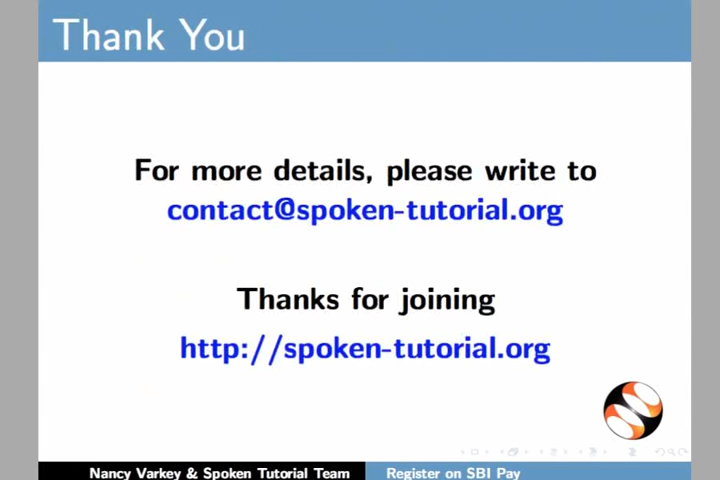 Thank You
For more details, please write to
contact@spoken-tutorial.org
Thanks for joining
http://spoken-tutorial.org
Nancy Varkey & Spoken Tutorial Team
Register on SBI Pay